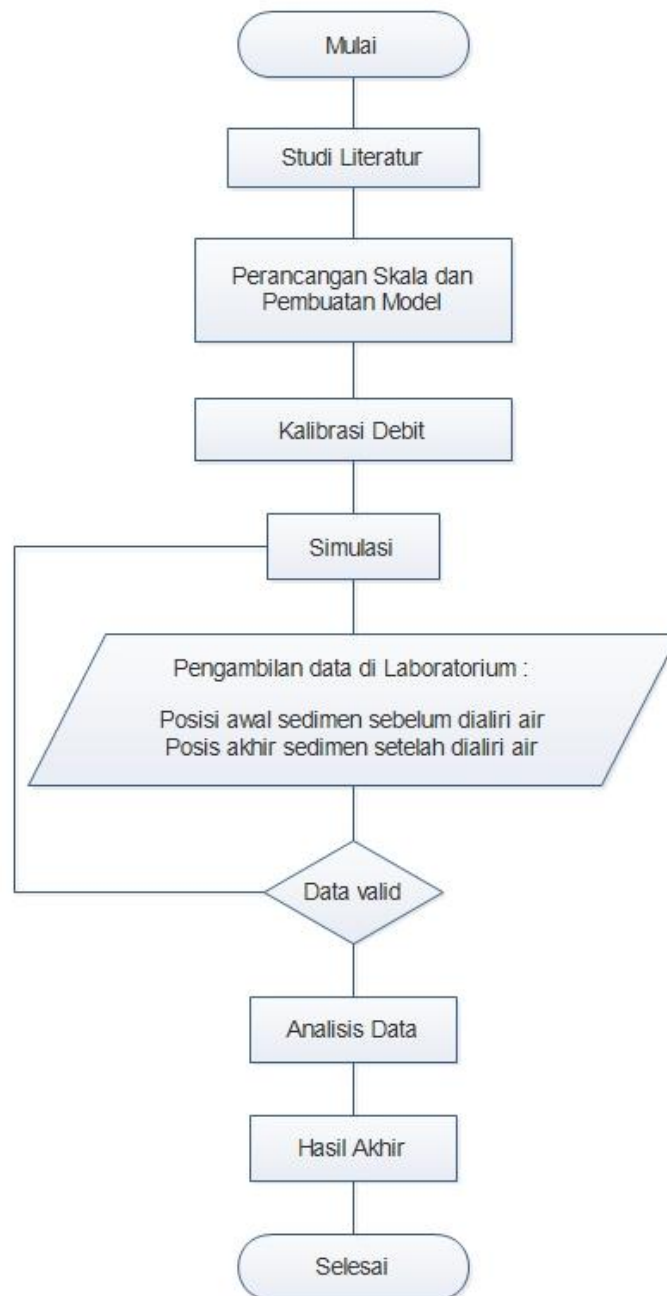 Mulai
Studi Literatur
Perancangan Skala dan
Pembuatan Model
Kalibrasi Debit
Simulasi
Pengambilan data di Laboratorium :
Posisi awal sedimen sebelum dialiri air
Posis akhir sedimen setelah dialiri air
Data valid
Analisis Data
Hasil Akhir
Selesai